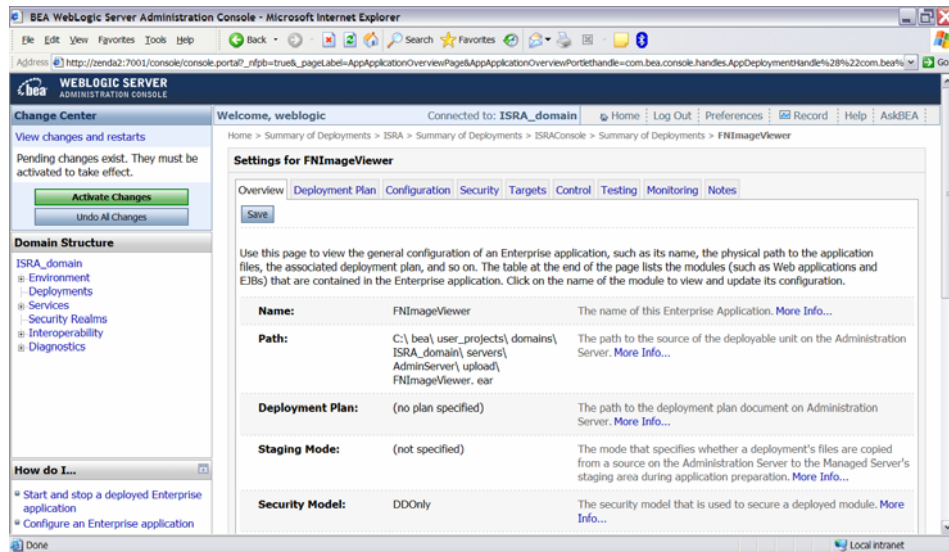 BEA WebLogic Server Administration Console - Microsoft Internet Explorer
File Edit View Favorites Tools Help
Back Search Favorites
Address http://zenda2:7001/console/console.portal?_nfpb=true&_pageLabel=AppApplicationOverviewPage&AppApplicationOverviewPortlethandle=com.bea.console.handles.AppDeploymentHandle%28%22com.bea% Go
bea WEBLOGIC SERVER
ADMINISTRATION CONSOLE
Change Center
View changes and restarts
Pending changes exist. They must be
activated to take effect.
Activate Changes
Undo All Changes
Domain Structure
ISRA_domain
Environment
Deployments
Services
Security Realms
Interoperability
Diagnostics
How do I...
Start and stop a deployed Enterprise
application
Configure an Enterprise application
Welcome, weblogic Connected to: ISRA_domain Home Log Out Preferences Record Help AskBEA
Home > Summary of Deployments > ISRA > Summary of Deployments > ISRAConsole > Summary of Deployments > FNImageViewer
Settings for FNImageViewer
Overview Deployment Plan Configuration Security Targets Control Testing Monitoring Notes
Save
Use this page to view the general configuration of an Enterprise application, such as its name, the physical path to the application
files, the associated deployment plan, and so on. The table at the end of the page lists the modules (such as Web applications and
EJBs) that are contained in the Enterprise application. Click on the name of the module to view and update its configuration.
Name: FNImageViewer The name of this Enterprise Application. More Info...
Path: C:\ bea\ user_projects\ domains\ The path to the source of the deployable unit on the Administration
ISRA_domain\ servers\ Server. More Info...
AdminServer\ upload\
FNImageViewer. ear
Deployment Plan: (no plan specified) The path to the deployment plan document on Administration
Server. More Info...
Staging Mode: (not specified) The mode that specifies whether a deployment's files are copied
from a source on the Administration Server to the Managed Server's
staging area during application preparation. More Info...
Security Model: DDOnly The security model that is used to secure a deployed module. More
Info...
Done Local intranet